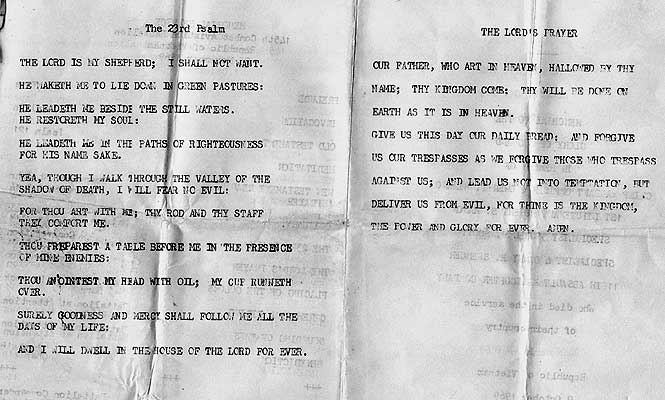 The 23rd Psalm
THE LORD IS MY SHEPHERD; I SHALL NOT WANT.
HE MAKETH ME TO LIE DOWN IN GREEN PASTURES:
HE LEADETH ME BESIDE THE STILL WATERS.
HE RESTORETH MY SOUL:
HE LEADETH ME IN THE PATHS OF RIGHTEOUSNESS
FOR HIS NAME SAKE.
YEA, THOUGH I WALK THROUGH THE VALLEY OF THE
SHADOW OF DEATH, I WILL FEAR NO EVIL:
FOR THOU ART WITH ME; THY ROD AND THY STAFF
THEY COMFORT ME.
THOU PREPAREST A TABLE BEFORE ME IN THE PRESENCE
OF MINE ENEMIES:
THOU ANOINTEST MY HEAD WITH OIL; MY CUP RUNNETH
OVER.
SURELY GOODNESS AND MERCY SHALL FOLLOW ME ALL THE
DAYS OF MY LIFE:
AND I WILL DWELL IN THE HOUSE OF THE LORD FOR EVER.
THE LORD'S PRAYER
OUR FATHER, WHO ART IN HEAVEN, HALLOWED BY THY
NAME; THY KINGDOM COME: THY WILL BE DONE ON
EARTH AS IT IS IN HEAVEN.
GIVE US THIS DAY OUR DAILY BREAD: AND FORGIVE
US OUR TRESPASSES AS WE FORGIVE THOSE WHO TRESPASS
AGAINST US; AND LEAD US NOT INTO TEMPTATION, BUT
DELIVER US FROM EVIL, FOR THINE IS THE KINGDOM,
THE POWER AND GLORY FOR EVER. AMEN.